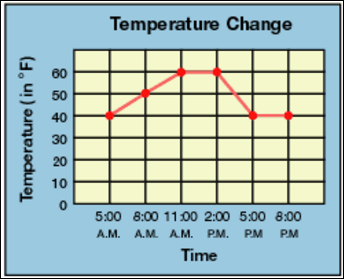 Temperature Change
Temperature (in °F)
60
50
40
30
20
10
0
5:00 8:00 11:00 2:00 5:00 8:00
A.M. A.M. A.M. P.M. P.M P.M
Time